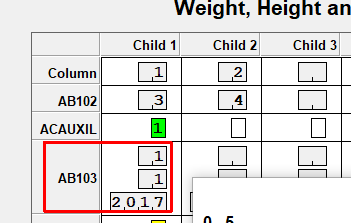 Weight, Height an
Child 1 Child 2 Child 3
Column 1 2
AB102 3 4
ACAUXIL 1
1
AB103 1
2017
0 5